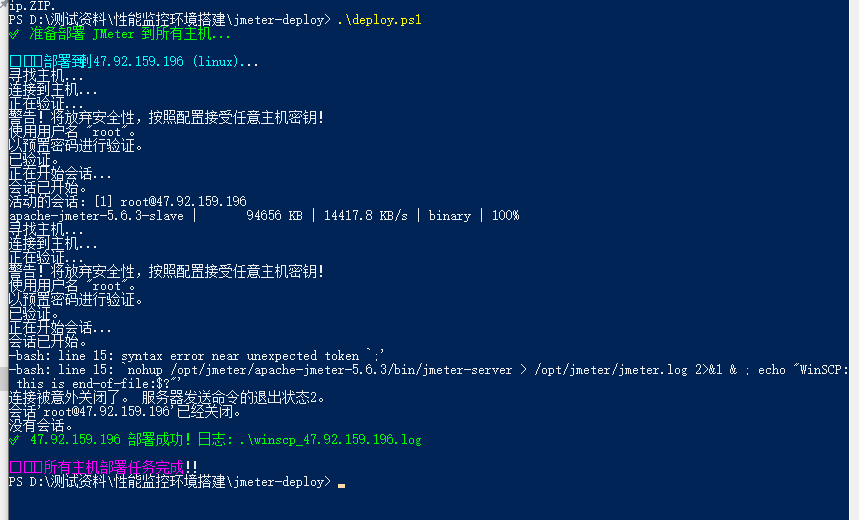 ip.ZIP.
PS D:\测试资料\性能监控环境搭建\jmeter-deploy> .\deploy.ps1
✓ 准备部署 JMeter 到所有主机...
部署到47.92.159.196 (linux)...
寻找主机...
连接到主机...
正在验证...
警告！将放弃安全性，按照配置接受任意主机密钥!
使用用户名 "root"。
以预置密码进行验证。
已验证。
正在开始会话...
会话已开始。
活动的会话：[1] root@47.92.159.196
apache-jmeter-5.6.3-slave | 94656 KB | 14417.8 KB/s | binary | 100%
寻找主机...
连接到主机...
正在验证...
警告！将放弃安全性，按照配置接受任意主机密钥!
使用用户名 "root"。
以预置密码进行验证。
已验证。
正在开始会话...
会话已开始。
-bash: line 15: syntax error near unexpected token `;'
-bash: line 15: `nohup /opt/jmeter/apache-jmeter-5.6.3/bin/jmeter-server > /opt/jmeter/jmeter.log 2>&1 & ; echo "WinSCP:
 this is end-of-file:$?"'
连接被意外关闭了。 服务器发送命令的退出状态2。
会话'root@47.92.159.196'已经关闭。
没有会话。
✓ 47.92.159.196 部署成功！日志：.\winscp_47.92.159.196.log
所有主机部署任务完成!!
PS D:\测试资料\性能监控环境搭建\jmeter-deploy>